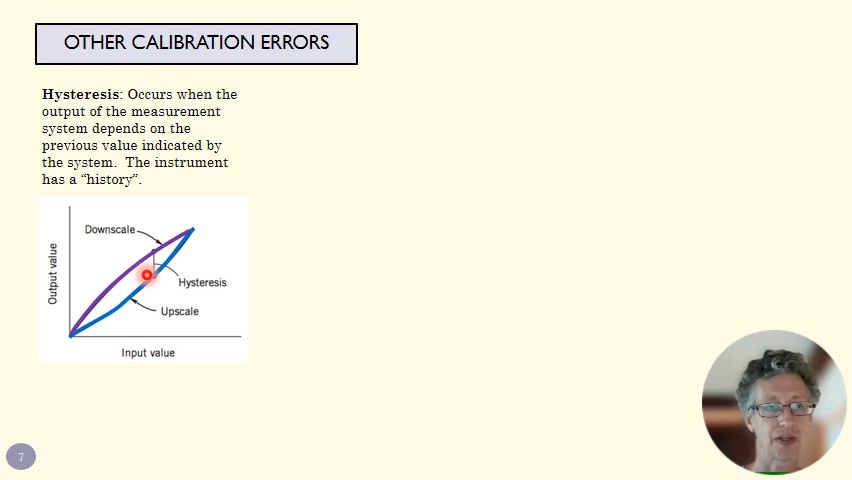 OTHER CALIBRATION ERRORS
Hysteresis: Occurs when the
output of the measurement
system depends on the
previous value indicated by
the system.  The instrument
has a “history”.
Downscale
Output value
Hysteresis
Upscale
Input value
7